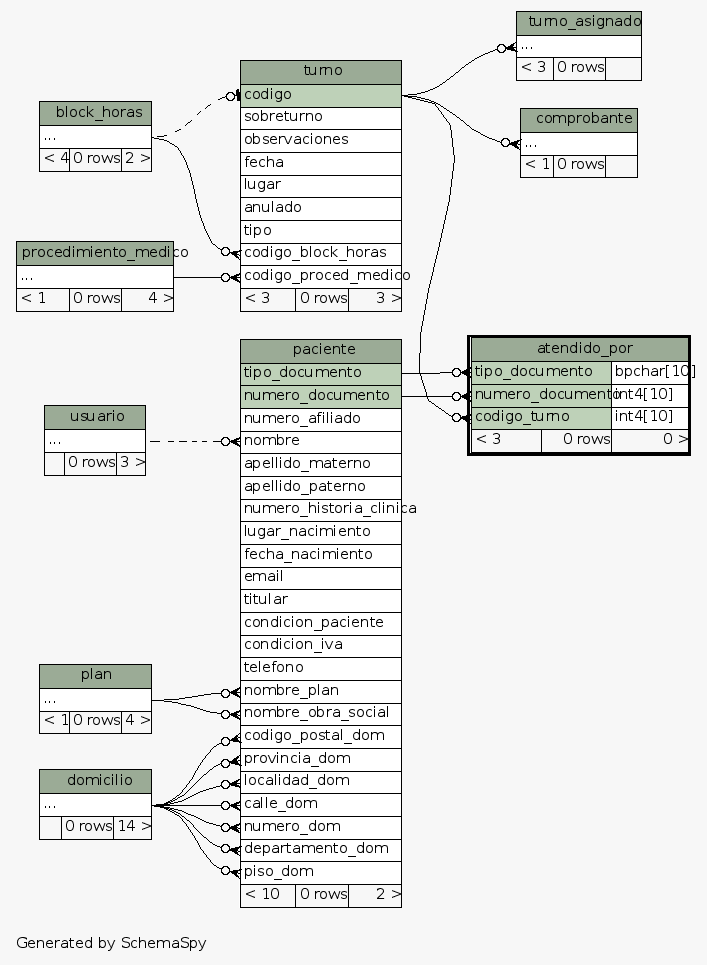 turno_asignado
...
< 3 0 rows
turno
codigo
sobreturno
observaciones
fecha
lugar
anulado
tipo
codigo_block_horas
codigo_proced_medico
< 3 0 rows 3 >
block_horas
...
< 4 0 rows 2 >
comprobante
...
< 1 0 rows
procedimiento_medico
...
< 1 0 rows 4 >
atendido_por
tipo_documento bpchar[10]
numero_documento int4[10]
codigo_turno int4[10]
< 3 0 rows 0 >
paciente
tipo_documento
numero_documento
numero_afiliado
nombre
apellido_materno
apellido_paterno
numero_historia_clinica
lugar_nacimiento
fecha_nacimiento
email
titular
condicion_paciente
condicion_iva
telefono
nombre_plan
nombre_obra_social
codigo_postal_dom
provincia_dom
localidad_dom
calle_dom
numero_dom
departamento_dom
piso_dom
< 10 0 rows 2 >
usuario
...
0 rows 3 >
plan
...
< 1 0 rows 4 >
domicilio
...
0 rows 14 >
Generated by SchemaSpy